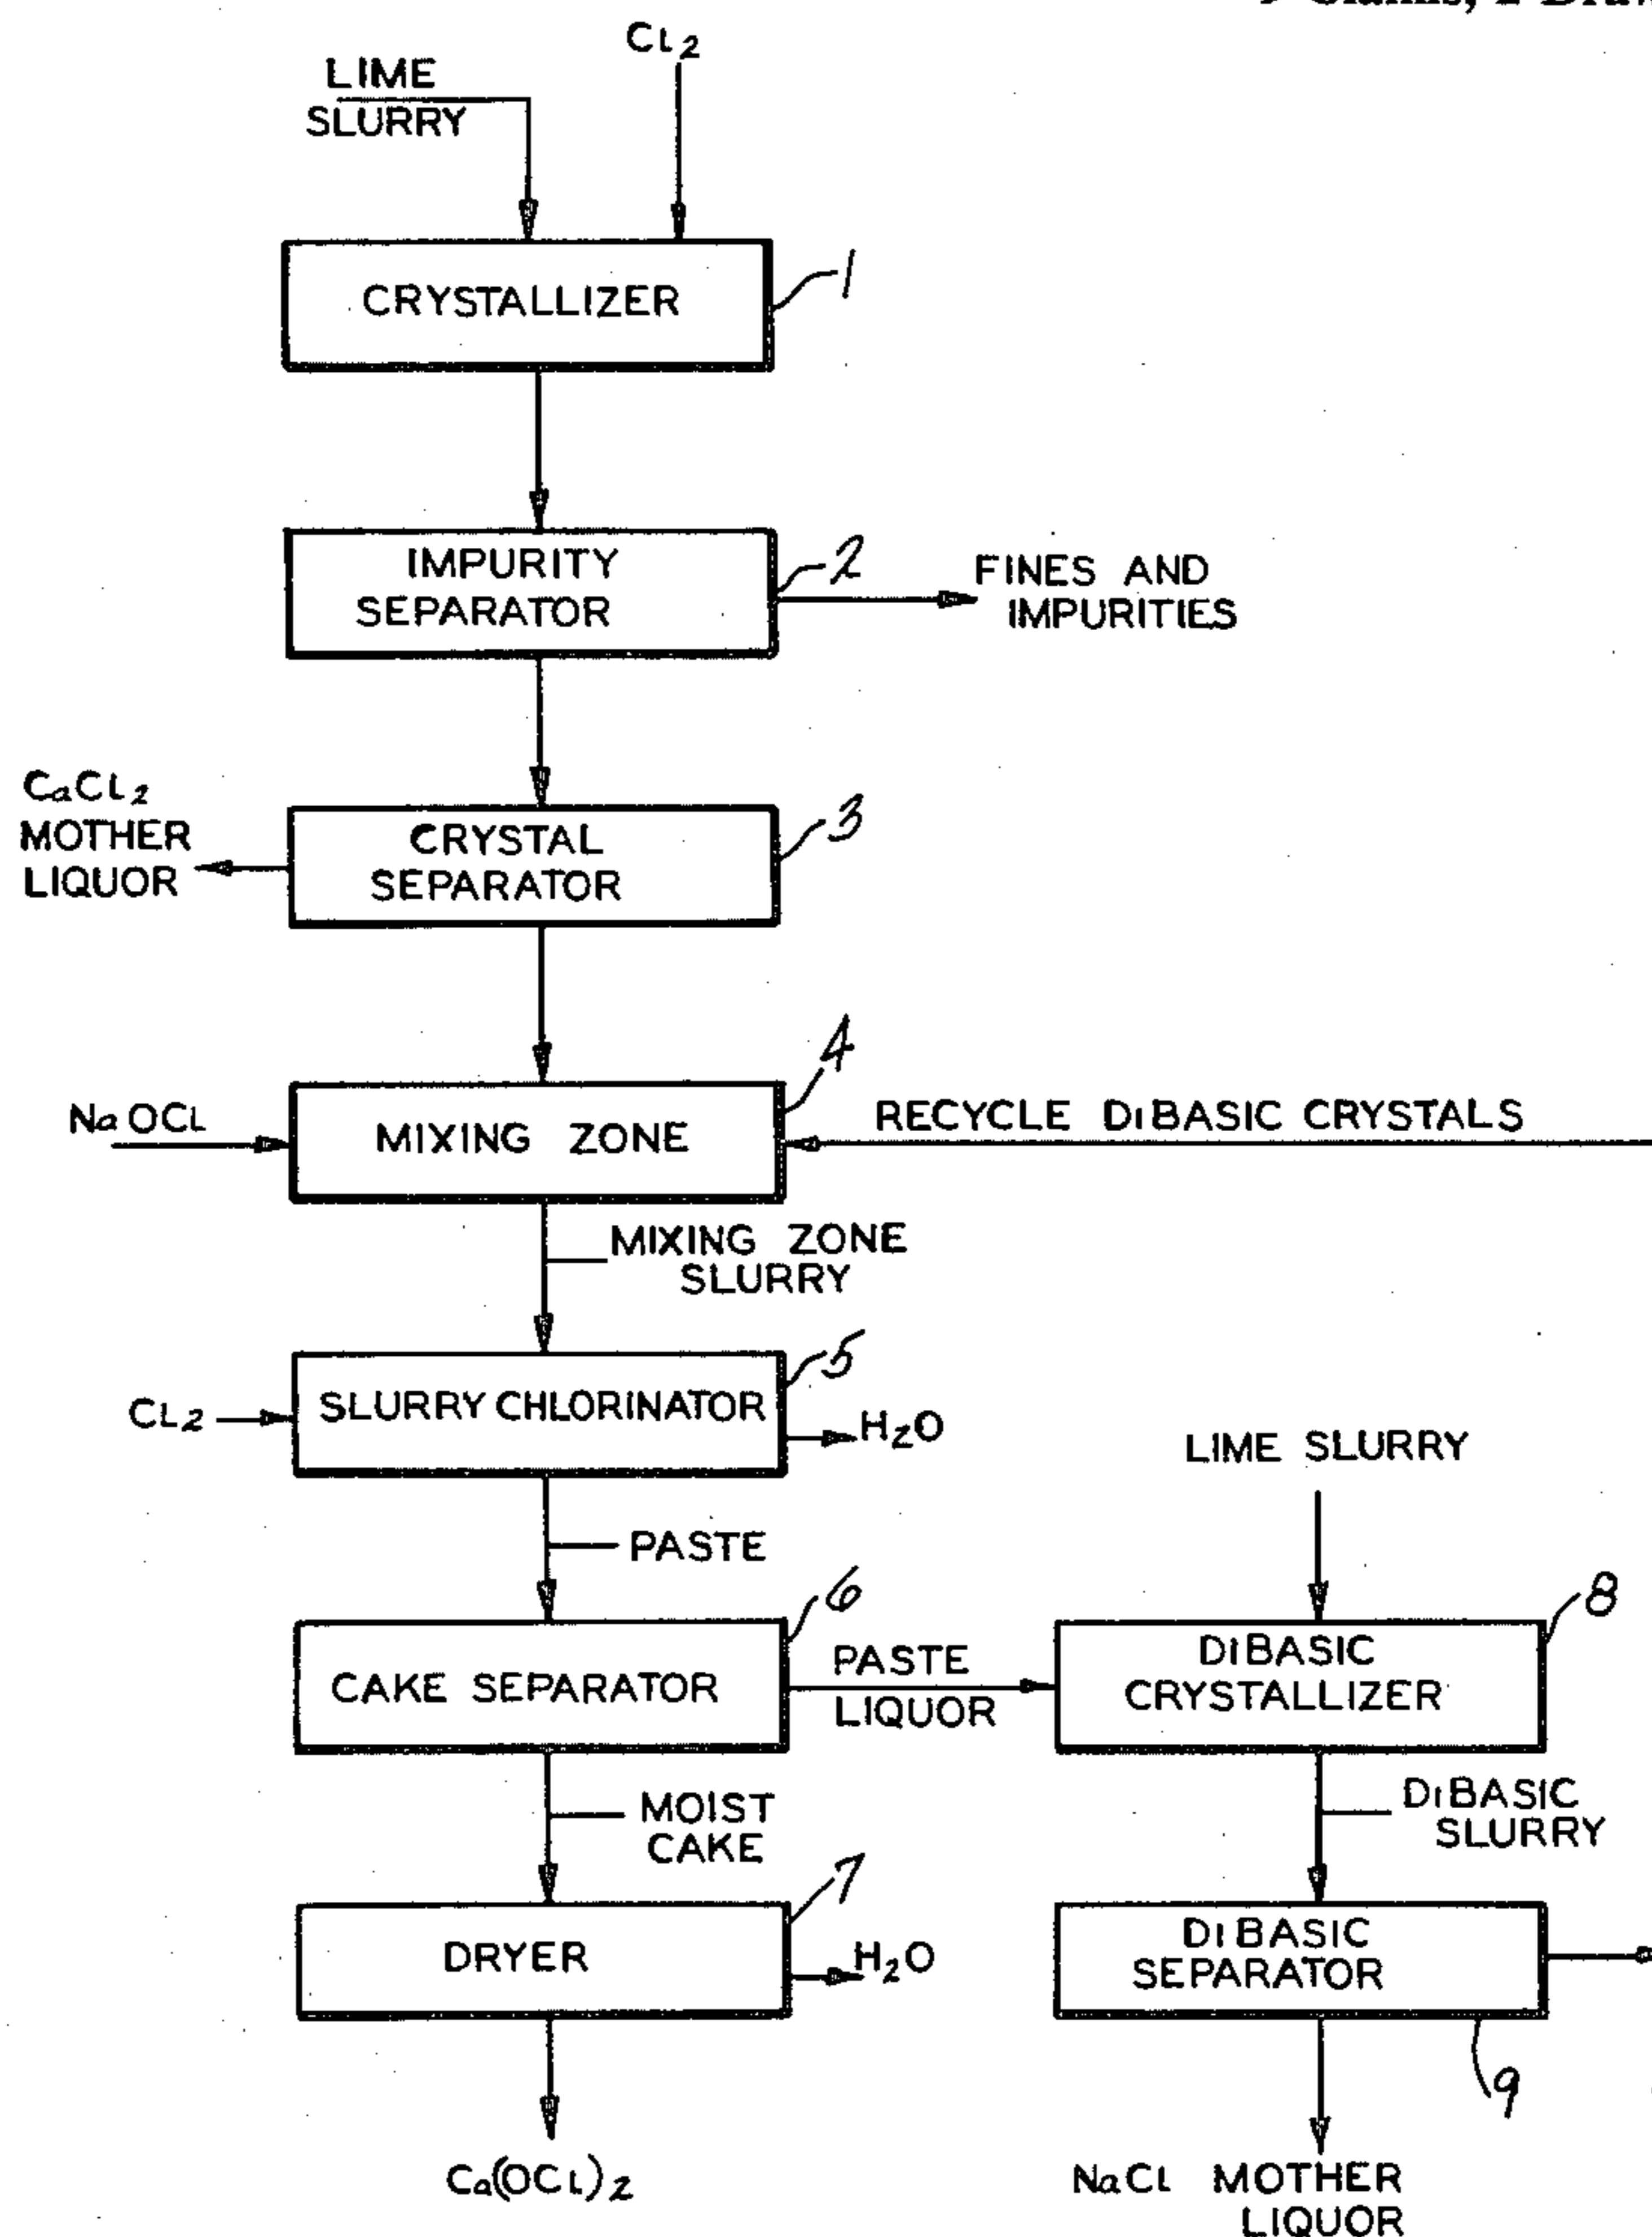 Cl2
LIME
SLURRY
CRYSTALLIZER
1
IMPURITY
SEPARATOR
2
FINES AND
IMPURITIES
CaCl2
MOTHER
LIQUOR
CRYSTAL
SEPARATOR
3
NaOCl
MIXING ZONE
4
RECYCLE DiBASIC CRYSTALS
MIXING ZONE
SLURRY
Cl2
SLURRY CHLORINATOR
5
H2O
LIME SLURRY
PASTE
CAKE SEPARATOR
6
PASTE
LIQUOR
DiBASIC
CRYSTALLIZER
8
MOIST
CAKE
DiBASIC
SLURRY
DRYER
7
H2O
DiBASIC
SEPARATOR
9
Ca(OCl)2
NaCl MOTHER
LIQUOR